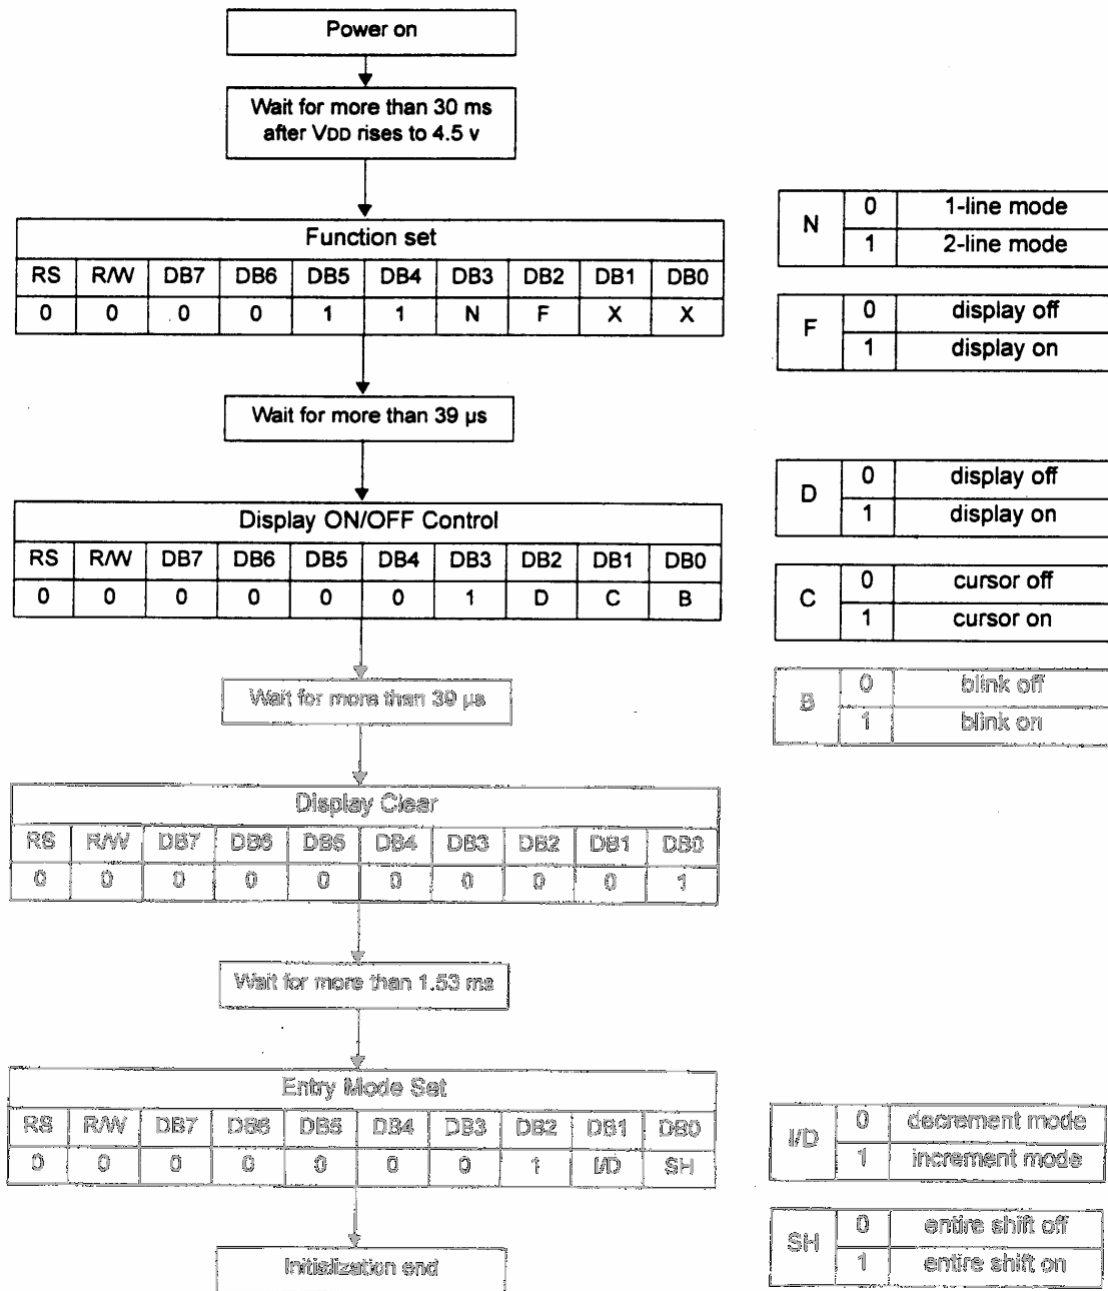 Power on
Wait for more than 30 ms
after VDD rises to 4.5 v
Function set
RS R/W DB7 DB6 DB5 DB4 DB3 DB2 DB1 DB0
0 0 0 0 1 1 N F X X
N 0 1-line mode
1 2-line mode
F 0 display off
1 display on
Wait for more than 39 µs
Display ON/OFF Control
RS R/W DB7 DB6 DB5 DB4 DB3 DB2 DB1 DB0
0 0 0 0 0 0 1 D C B
D 0 display off
1 display on
C 0 cursor off
1 cursor on
B 0 blink off
1 blink on
Wait for more than 39 µs
Display Clear
RS R/W DB7 DB6 DB5 DB4 DB3 DB2 DB1 DB0
0 0 0 0 0 0 0 0 0 1
Wait for more than 1.53 ms
Entry Mode Set
RS R/W DB7 DB6 DB5 DB4 DB3 DB2 DB1 DB0
0 0 0 0 0 0 0 1 I/D SH
I/D 0 decrement mode
1 increment mode
SH 0 entire shift off
1 entire shift on
Initialization end